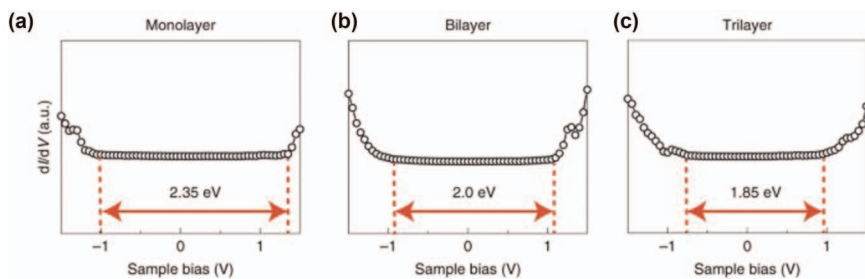 (a) Monolayer (b) Bilayer (c) Trilayer
dI/dV (a.u.)
2.35 eV 2.0 eV 1.85 eV
−1 0 1 −1 0 1 −1 0 1
Sample bias (V) Sample bias (V) Sample bias (V)